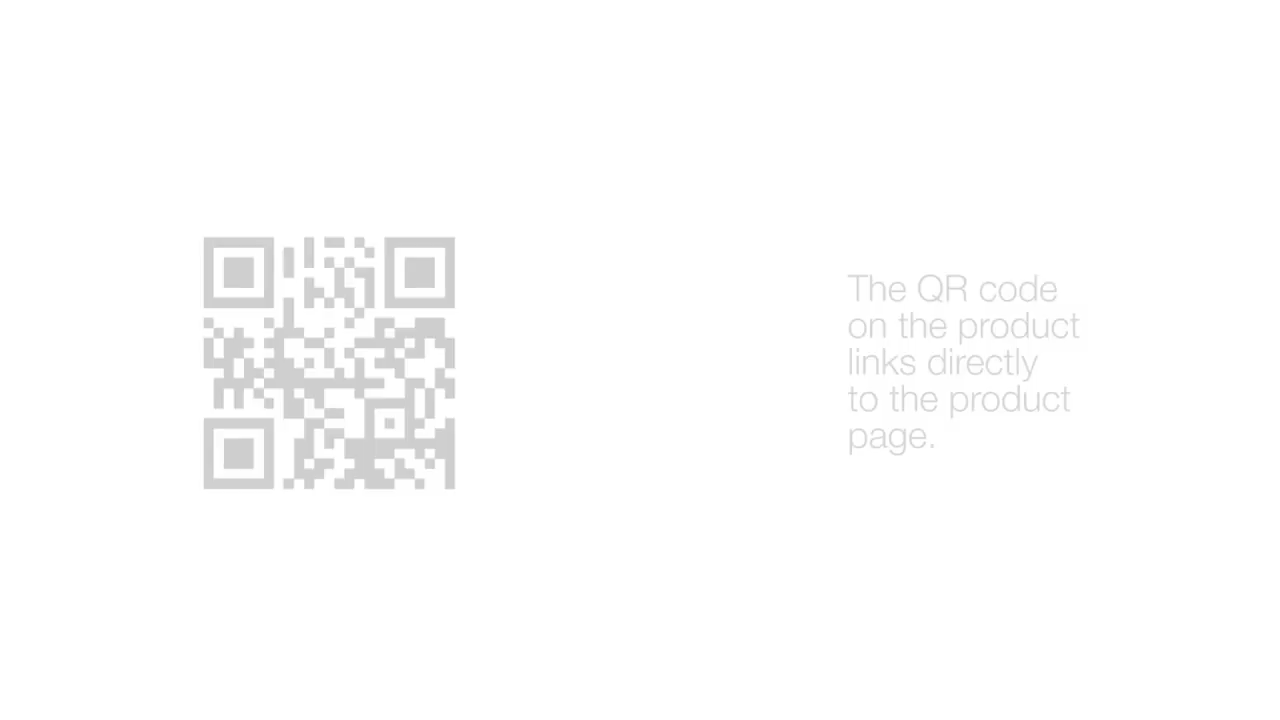 The QR code
on the product
links directly
to the product
page.